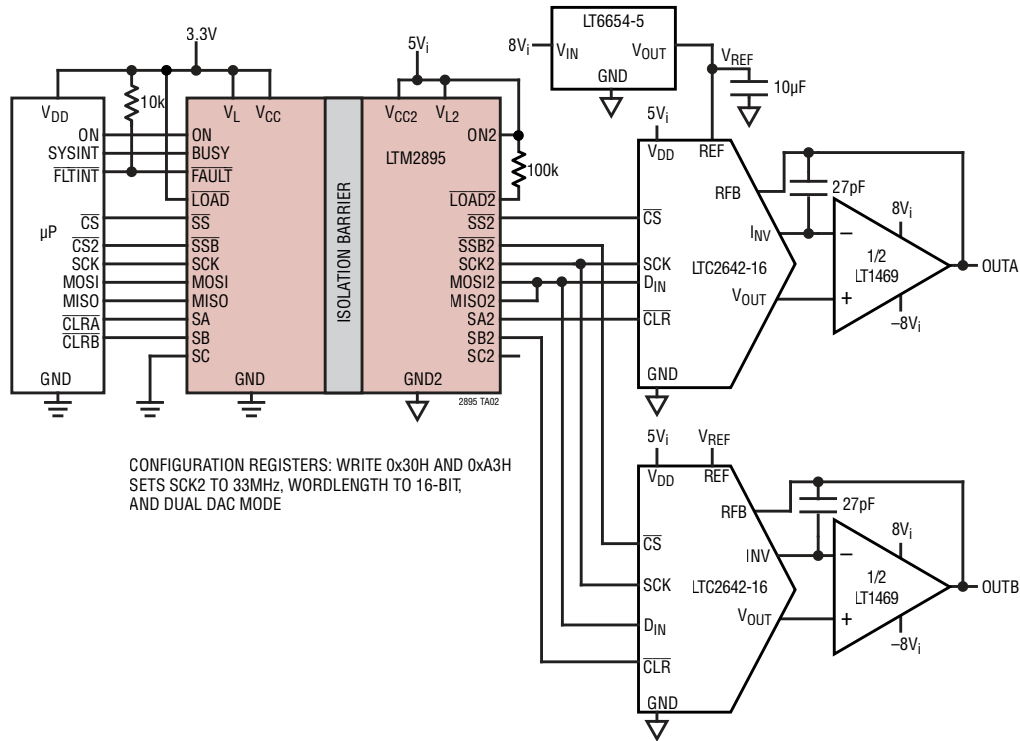 LT6654-5
8Vi
VIN
VOUT
GND
VREF
10µF
3.3V
5Vi
10k
VDD
ON
SYSINT
FLTINT
µP
CS
CS2
SCK
MOSI
MISO
CLRA
CLRB
GND
VL
VCC
ON
BUSY
FAULT
LOAD
SS
SSB
SCK
MOSI
MISO
SA
SB
SC
GND
ISOLATION BARRIER
VCC2
VL2
LTM2895
ON2
100k
LOAD2
SS2
SSB2
SCK2
MOSI2
MISO2
SA2
SB2
SC2
GND2
2895 TA02
5Vi
VDD
REF
RFB
27pF
CS
INV
8Vi
SCK
LTC2642-16
–
1/2
LT1469
OUTA
DIN
VOUT
+
CLR
–8Vi
GND
CONFIGURATION REGISTERS: WRITE 0x30H AND 0xA3H
SETS SCK2 TO 33MHz, WORDLENGTH TO 16-BIT,
AND DUAL DAC MODE
5Vi
VREF
VDD
REF
RFB
27pF
CS
INV
8Vi
–
SCK
LTC2642-16
1/2
LT1469
OUTB
DIN
VOUT
+
CLR
–8Vi
GND